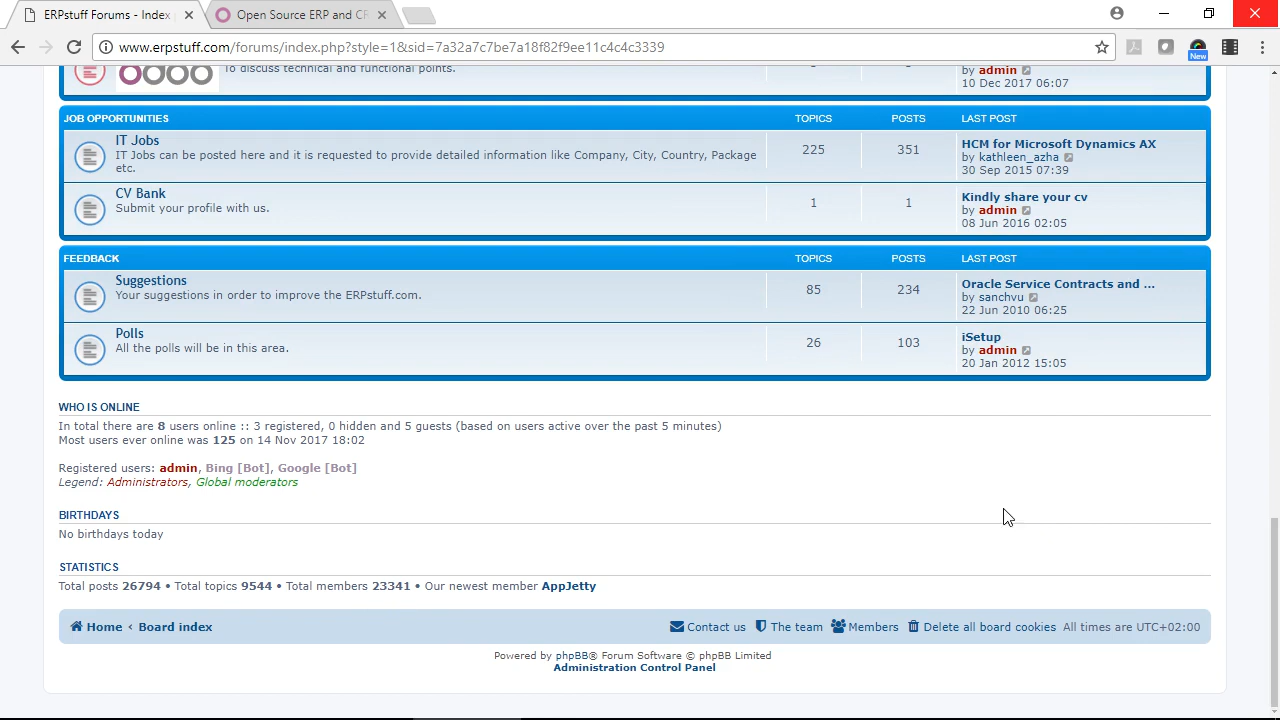 ERPstuff Forums - Index
Open Source ERP and CR
www.erpstuff.com/forums/index.php?style=1&sid=7a32a7c70e7a18f82f9ee11c4c4c3339
New
To discuss technical and functional points.
by admin
10 Dec 2017 06:07
JOB OPPORTUNITIES TOPICS POSTS LAST POST
IT Jobs
IT Jobs can be posted here and it is requested to provide detailed information like Company, City, Country, Package
etc.
225 351
HCM for Microsoft Dynamics AX
by kathleen_azha
30 Sep 2015 07:39
CV Bank
Submit your profile with us.
1 1
Kindly share your cv
by admin
08 Jun 2016 02:05
FEEDBACK TOPICS POSTS LAST POST
Suggestions
Your suggestions in order to improve the ERPstuff.com.
85 234
Oracle Service Contracts and ...
by sanchvu
22 Jun 2010 06:25
Polls
All the polls will be in this area.
26 103
iSetup
by admin
20 Jan 2012 15:05
WHO IS ONLINE
In total there are 8 users online :: 3 registered, 0 hidden and 5 guests (based on users active over the past 5 minutes)
Most users ever online was 125 on 14 Nov 2017 18:02
Registered users: admin, Bing [Bot], Google [Bot]
Legend: Administrators, Global moderators
BIRTHDAYS
No birthdays today
STATISTICS
Total posts 26794 • Total topics 9544 • Total members 23341 • Our newest member AppJetty
Home ‹ Board index Contact us The team Members Delete all board cookies All times are UTC+02:00
Powered by phpBB® Forum Software © phpBB Limited
Administration Control Panel